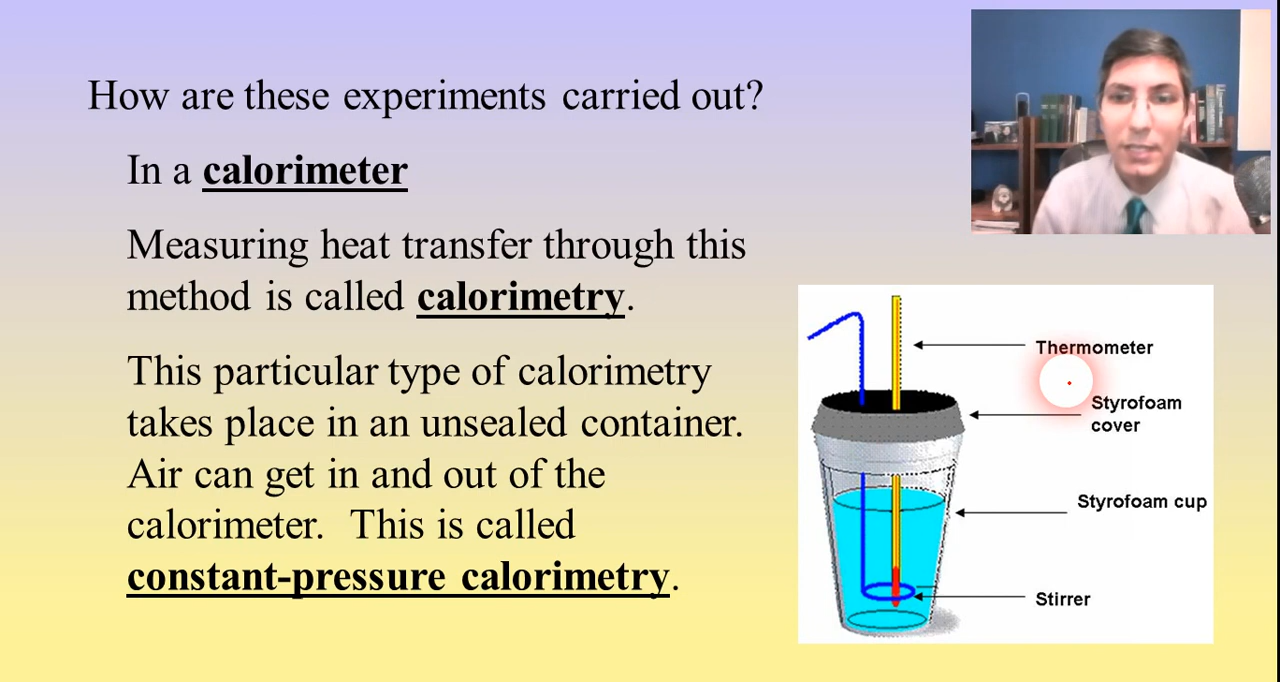 How are these experiments carried out?
In a calorimeter
Measuring heat transfer through this
method is called calorimetry.
This particular type of calorimetry
takes place in an unsealed container.
Air can get in and out of the
calorimeter.  This is called
constant-pressure calorimetry.
Thermometer
Styrofoam
cover
Styrofoam cup
Stirrer